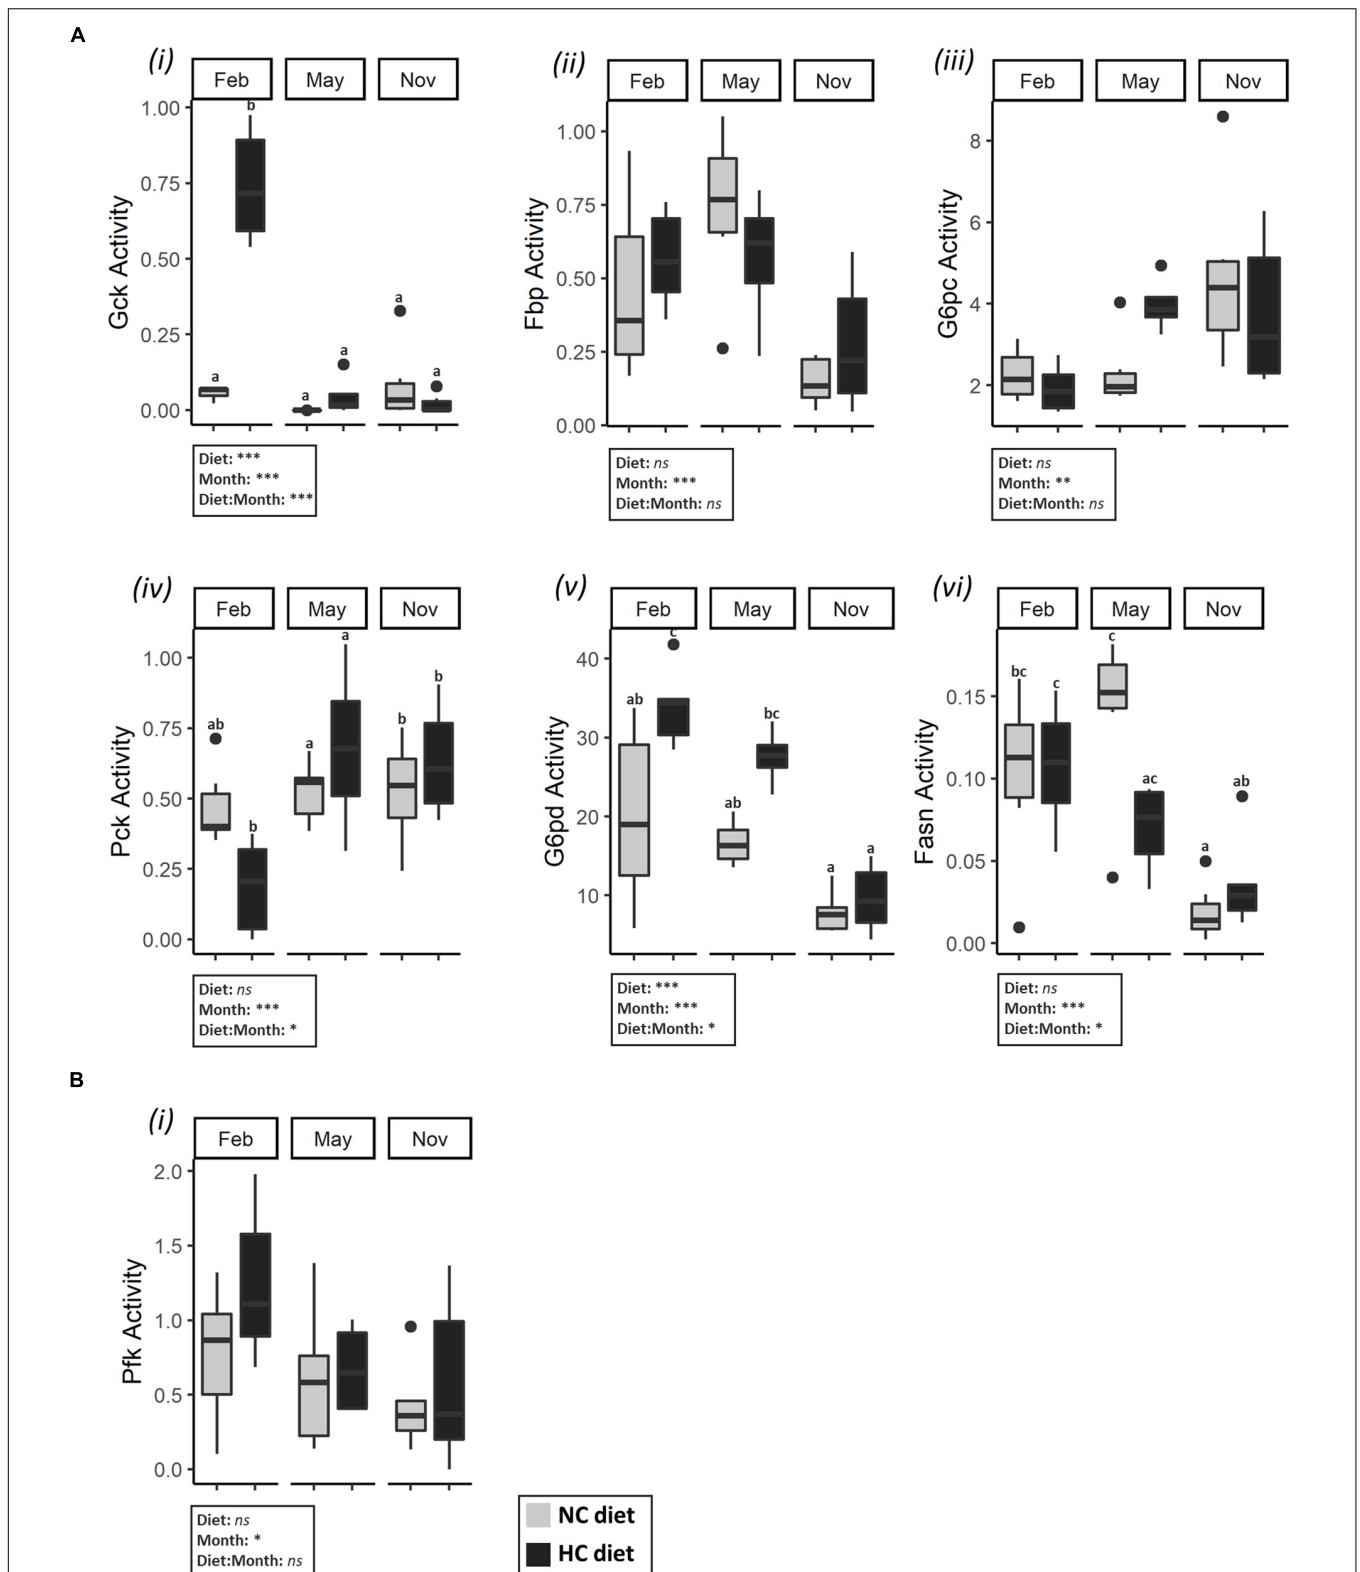 A
(i)
Feb May Nov
1.00
0.75
0.50
0.25
0.00
Gck Activity
a b a a a a
Diet: ***
Month: ***
Diet:Month: ***
(ii)
Feb May Nov
1.00
0.75
0.50
0.25
0.00
Fbp Activity
Diet: ns
Month: ***
Diet:Month: ns
(iii)
Feb May Nov
8
6
4
2
G6pc Activity
Diet: ns
Month: **
Diet:Month: ns
(iv)
Feb May Nov
1.00
0.75
0.50
0.25
0.00
Pck Activity
ab b a a b b
Diet: ns
Month: ***
Diet:Month: *
(v)
Feb May Nov
40
30
20
10
G6pd Activity
ab c ab bc a a
Diet: ***
Month: ***
Diet:Month: *
(vi)
Feb May Nov
0.15
0.10
0.05
0.00
Fasn Activity
bc c c ac a ab
Diet: ns
Month: ***
Diet:Month: *
B
(i)
Feb May Nov
2.0
1.5
1.0
0.5
0.0
Pfk Activity
Diet: ns
Month: *
Diet:Month: ns
NC diet
HC diet